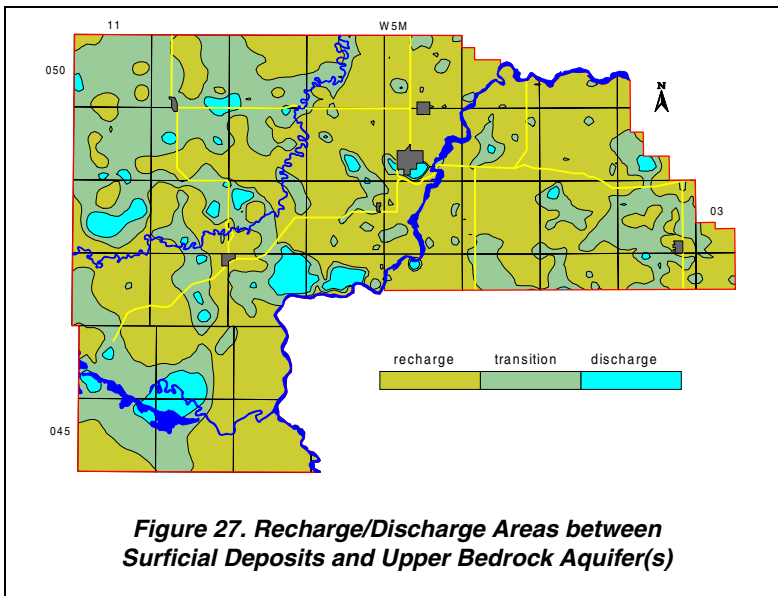 11 W5M
050
N
03
recharge transition discharge
045
Figure 27. Recharge/Discharge Areas between
Surficial Deposits and Upper Bedrock Aquifer(s)